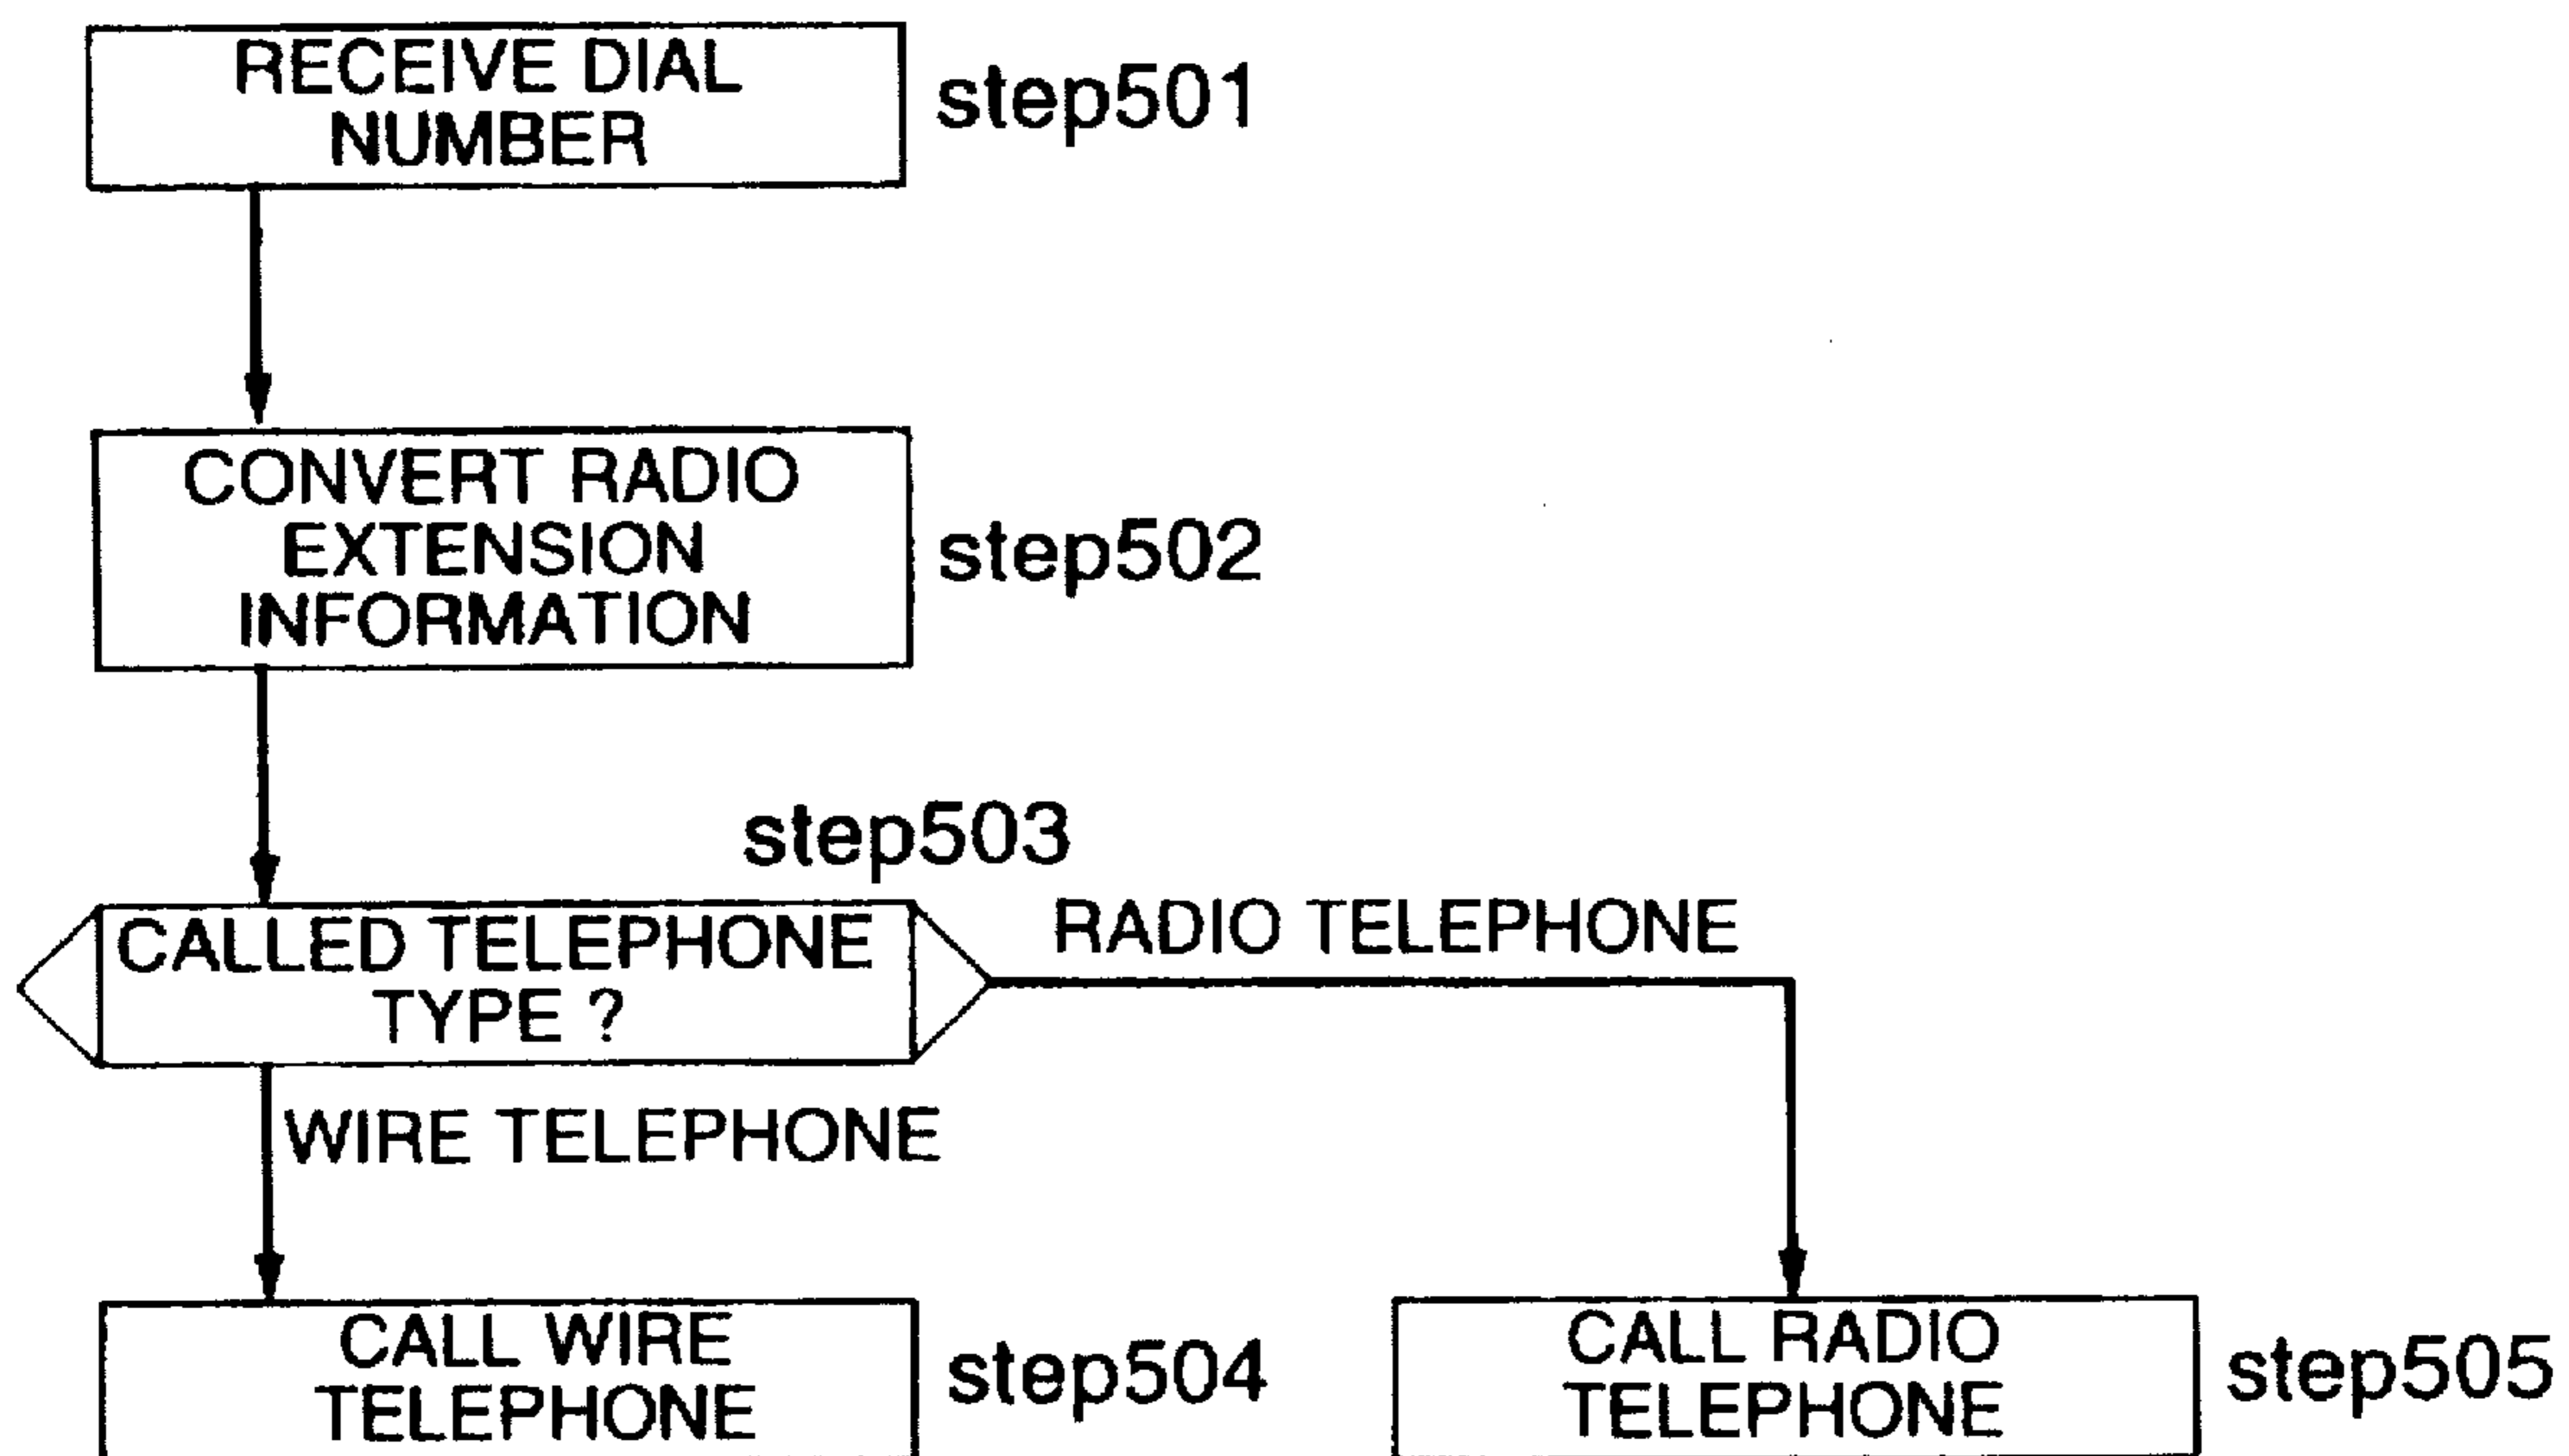 RECEIVE DIAL
NUMBER
step501
CONVERT RADIO
EXTENSION
INFORMATION
step502
step503
CALLED TELEPHONE
TYPE ?
RADIO TELEPHONE
WIRE TELEPHONE
CALL WIRE
TELEPHONE
step504
CALL RADIO
TELEPHONE
step505